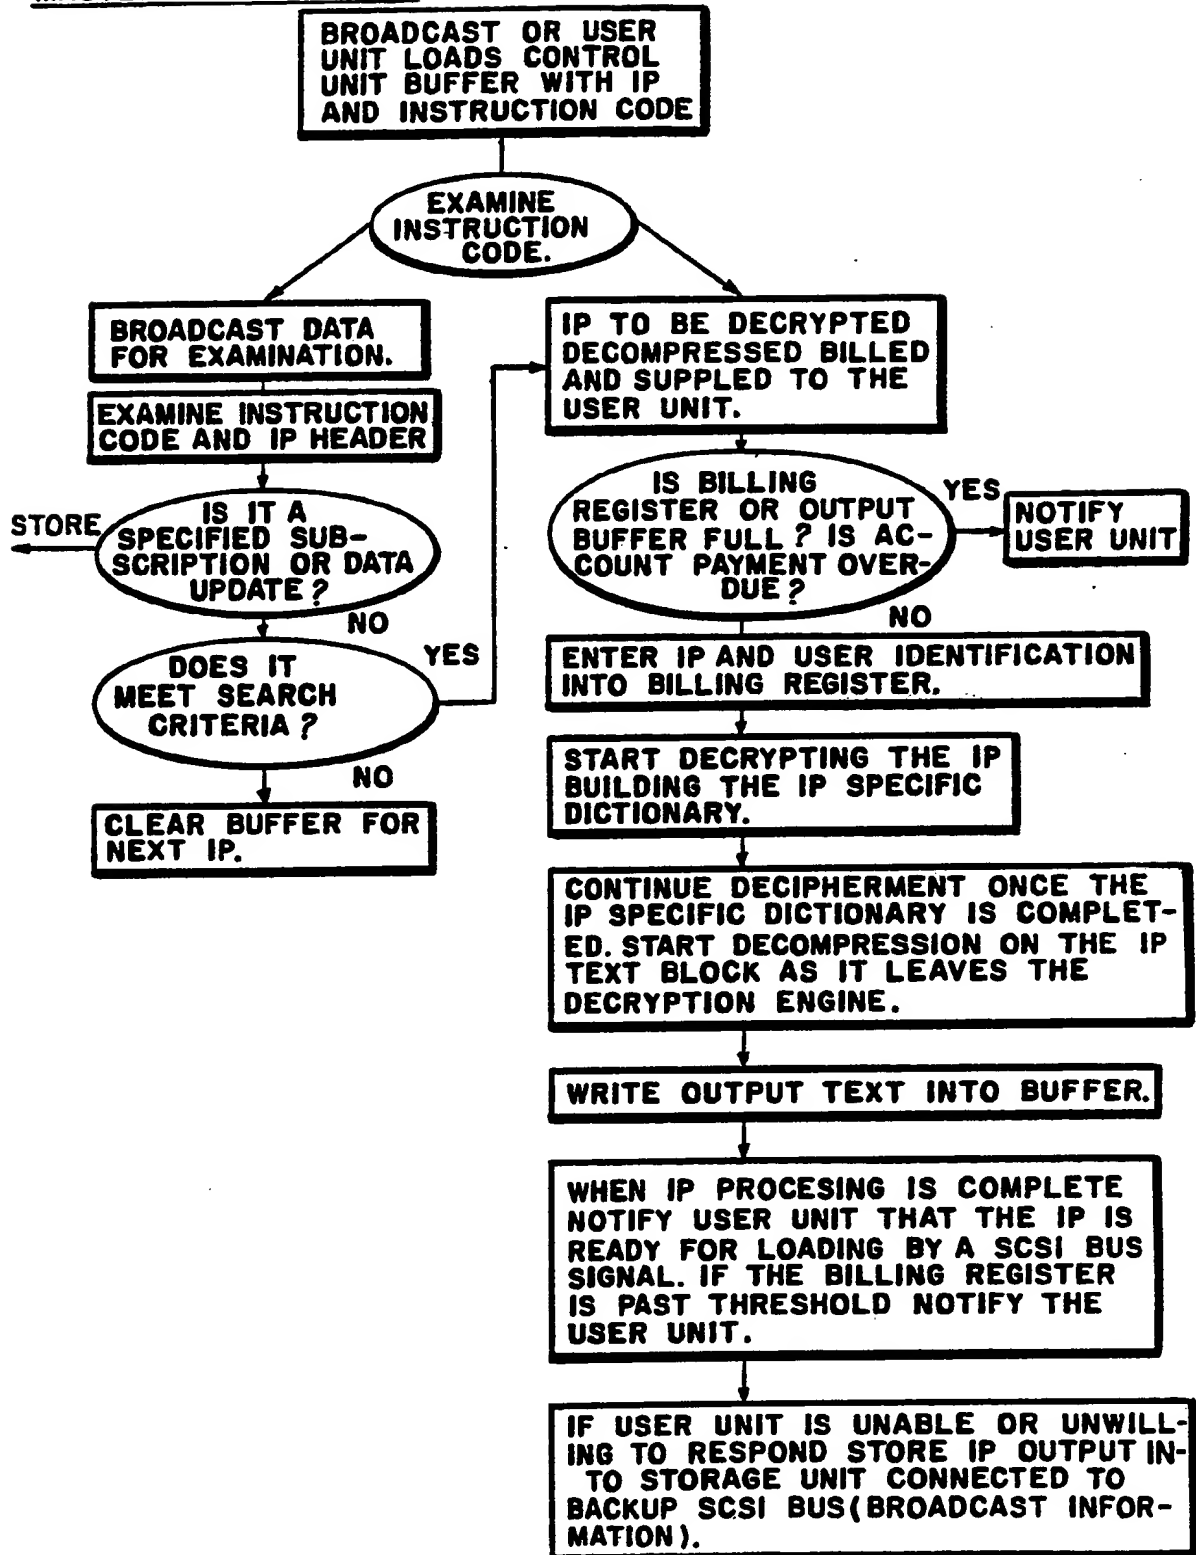 BROADCAST OR USER
UNIT LOADS CONTROL
UNIT BUFFER WITH IP
AND INSTRUCTION CODE
EXAMINE
INSTRUCTION
CODE.
BROADCAST DATA
FOR EXAMINATION.
EXAMINE INSTRUCTION
CODE AND IP HEADER
IS IT A
SPECIFIED SUB-
SCRIPTION OR DATA
UPDATE?
STORE
NO
DOES IT
MEET SEARCH
CRITERIA?
YES
NO
CLEAR BUFFER FOR
NEXT IP.
IP TO BE DECRYPTED
DECOMPRESSED BILLED
AND SUPPLED TO THE
USER UNIT.
IS BILLING
REGISTER OR OUTPUT
BUFFER FULL? IS AC-
COUNT PAYMENT OVER-
DUE?
YES
NOTIFY
USER UNIT
NO
ENTER IP AND USER IDENTIFICATION
INTO BILLING REGISTER.
START DECRYPTING THE IP
BUILDING THE IP SPECIFIC
DICTIONARY.
CONTINUE DECIPHERMENT ONCE THE
IP SPECIFIC DICTIONARY IS COMPLET-
ED. START DECOMPRESSION ON THE IP
TEXT BLOCK AS IT LEAVES THE
DECRYPTION ENGINE.
WRITE OUTPUT TEXT INTO BUFFER.
WHEN IP PROCESING IS COMPLETE
NOTIFY USER UNIT THAT THE IP IS
READY FOR LOADING BY A SCSI BUS
SIGNAL. IF THE BILLING REGISTER
IS PAST THRESHOLD NOTIFY THE
USER UNIT.
IF USER UNIT IS UNABLE OR UNWILL-
ING TO RESPOND STORE IP OUTPUT IN-
TO STORAGE UNIT CONNECTED TO
BACKUP SCSI BUS (BROADCAST INFOR-
MATION).